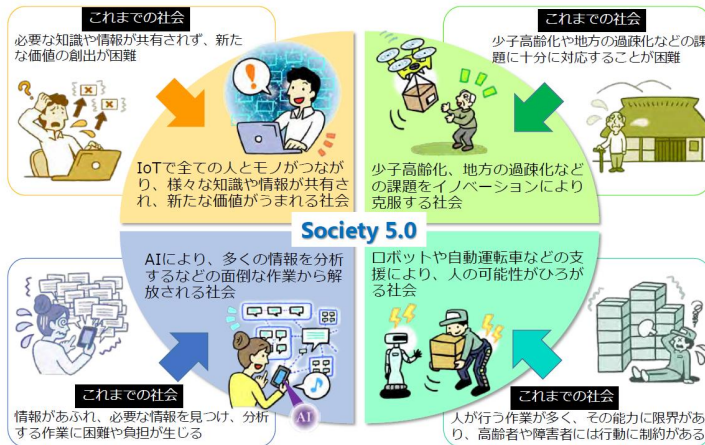 これまでの社会
必要な知識や情報が共有されず、新た
な価値の創出が困難
IoTで全ての人とモノがつなが
り、様々な知識や情報が共有さ
れ、新たな価値がうまれる社会
これまでの社会
少子高齢化や地方の過疎化などの課
題に十分に対応することが困難
少子高齢化、地方の過疎化など
の課題をイノベーションにより
克服する社会
Society 5.0
AIにより、多くの情報を分析
するなどの面倒な作業から解
放される社会
AI
これまでの社会
情報があふれ、必要な情報を見つけ、分析
する作業に困難や負担が生じる
ロボットや自動運転車などの支
援により、人の可能性がひろが
る社会
これまでの社会
人が行う作業が多く、その能力に限界があ
り、高齢者や障害者には行動に制約がある